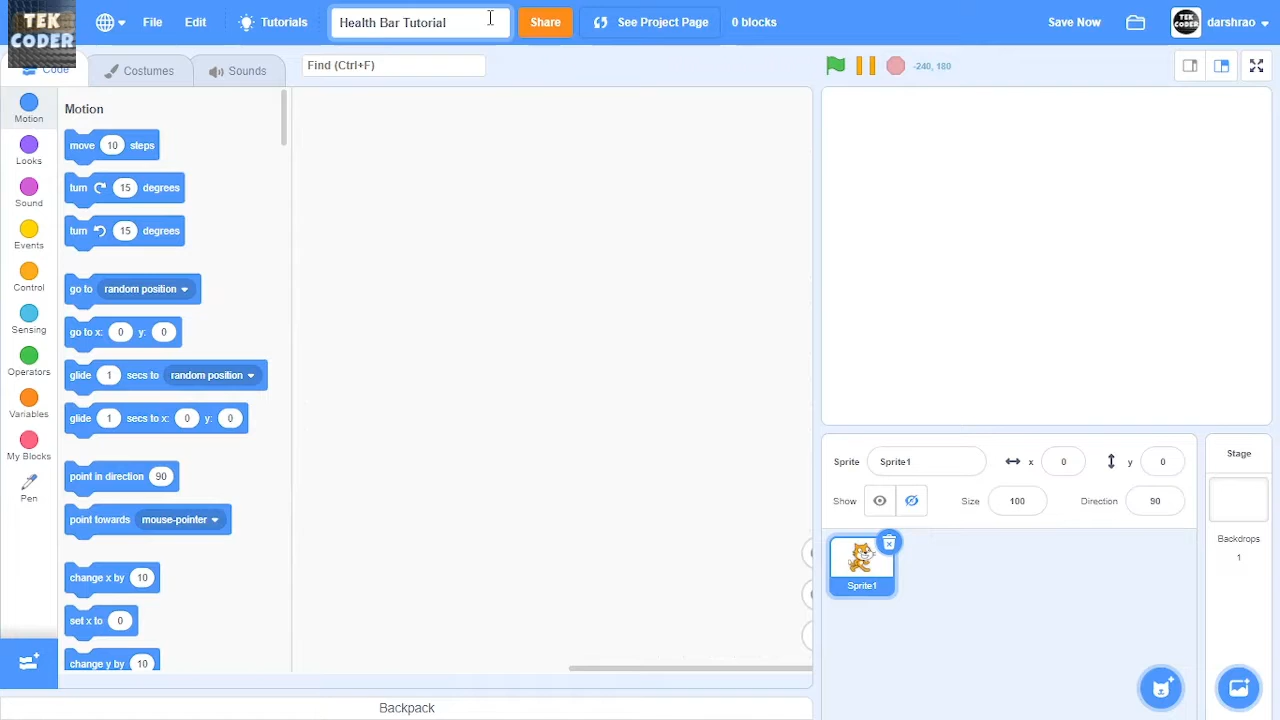 TEK
CODER
File
Edit
Tutorials
Health Bar Tutorial
Share
See Project Page
0 blocks
Save Now
TEK
CODER
darshrao
Code
Costumes
Sounds
Find (Ctrl+F)
-240, 180
Motion
Looks
Sound
Events
Control
Sensing
Operators
Variables
My Blocks
Pen
Motion
move 10 steps
turn 15 degrees
turn 15 degrees
go to random position
go to x: 0 y: 0
glide 1 secs to random position
glide 1 secs to x: 0 y: 0
point in direction 90
point towards mouse-pointer
change x by 10
set x to 0
change y by 10
Sprite Sprite1 x 0 y 0
Show Size 100 Direction 90
Sprite1
Stage
Backdrops
1
Backpack